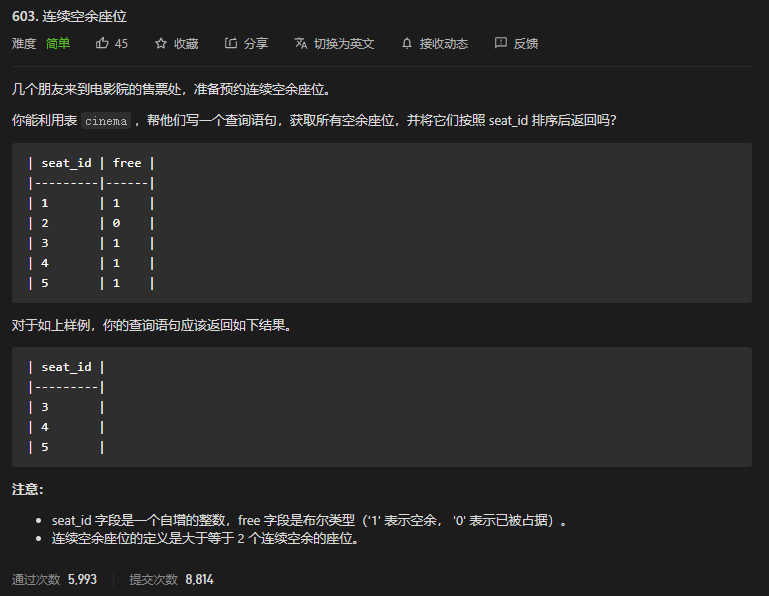 603. 连续空余座位
难度 简单 45 收藏 分享 切换为英文 接收动态 反馈
几个朋友来到电影院的售票处，准备预约连续空余座位。
你能利用表 cinema ，帮他们写一个查询语句，获取所有空余座位，并将它们按照 seat_id 排序后返回吗？
| seat_id | free |
|---------|------|
| 1 | 1 |
| 2 | 0 |
| 3 | 1 |
| 4 | 1 |
| 5 | 1 |
对于如上样例，你的查询语句应该返回如下结果。
| seat_id |
|---------|
| 3 |
| 4 |
| 5 |
注意：
• seat_id 字段是一个自增的整数，free 字段是布尔类型（'1' 表示空余， '0' 表示已被占据）。
• 连续空余座位的定义是大于等于 2 个连续空余的座位。
通过次数 5,993 提交次数 8,814